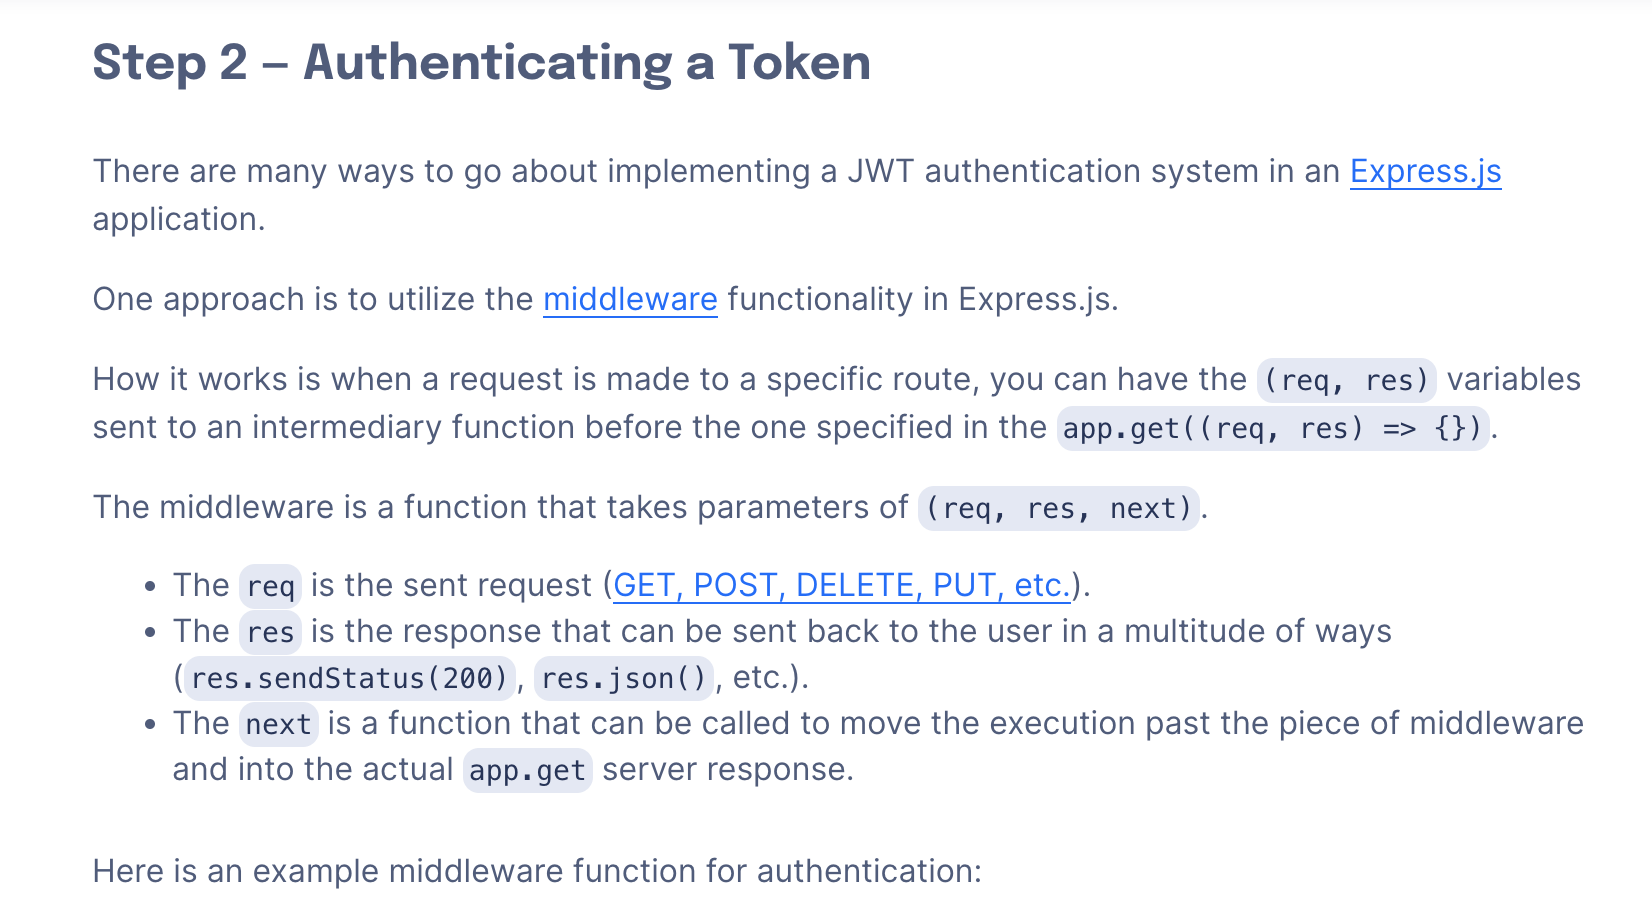 Step 2 – Authenticating a Token
There are many ways to go about implementing a JWT authentication system in an Express.js
application.
One approach is to utilize the middleware functionality in Express.js.
How it works is when a request is made to a specific route, you can have the (req, res) variables
sent to an intermediary function before the one specified in the app.get((req, res) => {}).
The middleware is a function that takes parameters of (req, res, next).
• The req is the sent request (GET, POST, DELETE, PUT, etc.).
• The res is the response that can be sent back to the user in a multitude of ways
(res.sendStatus(200), res.json(), etc.).
• The next is a function that can be called to move the execution past the piece of middleware
and into the actual app.get server response.
Here is an example middleware function for authentication: